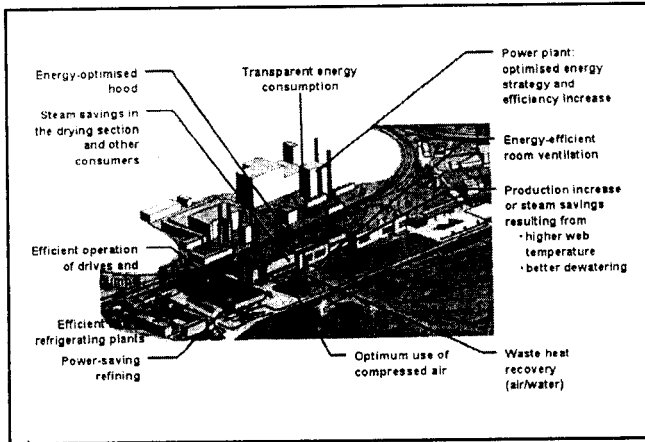 Energy-optimised
hood
Steam savings in
the drying section
and other
consumers
Transparent energy
consumption
Power plant:
optimised energy
strategy and
efficiency increase
Energy-efficient
room ventilation
Production increase
or steam savings
resulting from
· higher web
temperature
· better dewatering
Efficient operation
of drives and
Efficient
refrigerating plants
Power-saving
refining
Optimum use of
compressed air
Waste heat
recovery
(air/water)